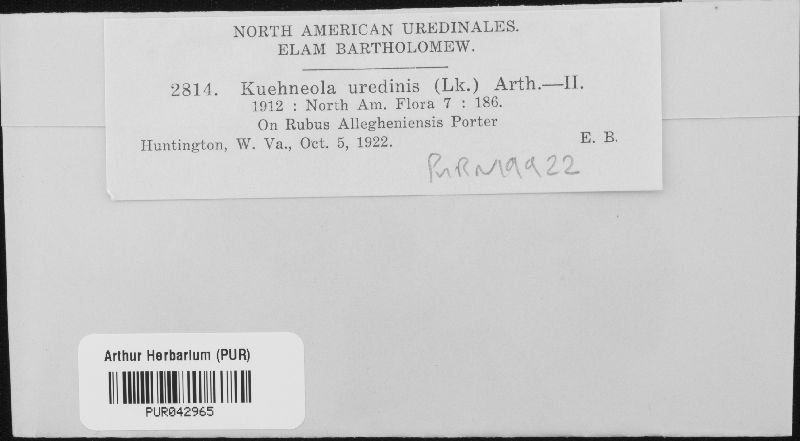 NORTH AMERICAN UREDINALES.
ELAM BARTHOLOMEW.
2814. Kuehneola uredinis (Lk.) Arth.—II.
1912 : North Am. Flora 7 : 186.
On Rubus Allegheniensis Porter
Huntington, W. Va., Oct. 5, 1922. E. B.
PUR N19922
Arthur Herbarium (PUR)
PUR042965